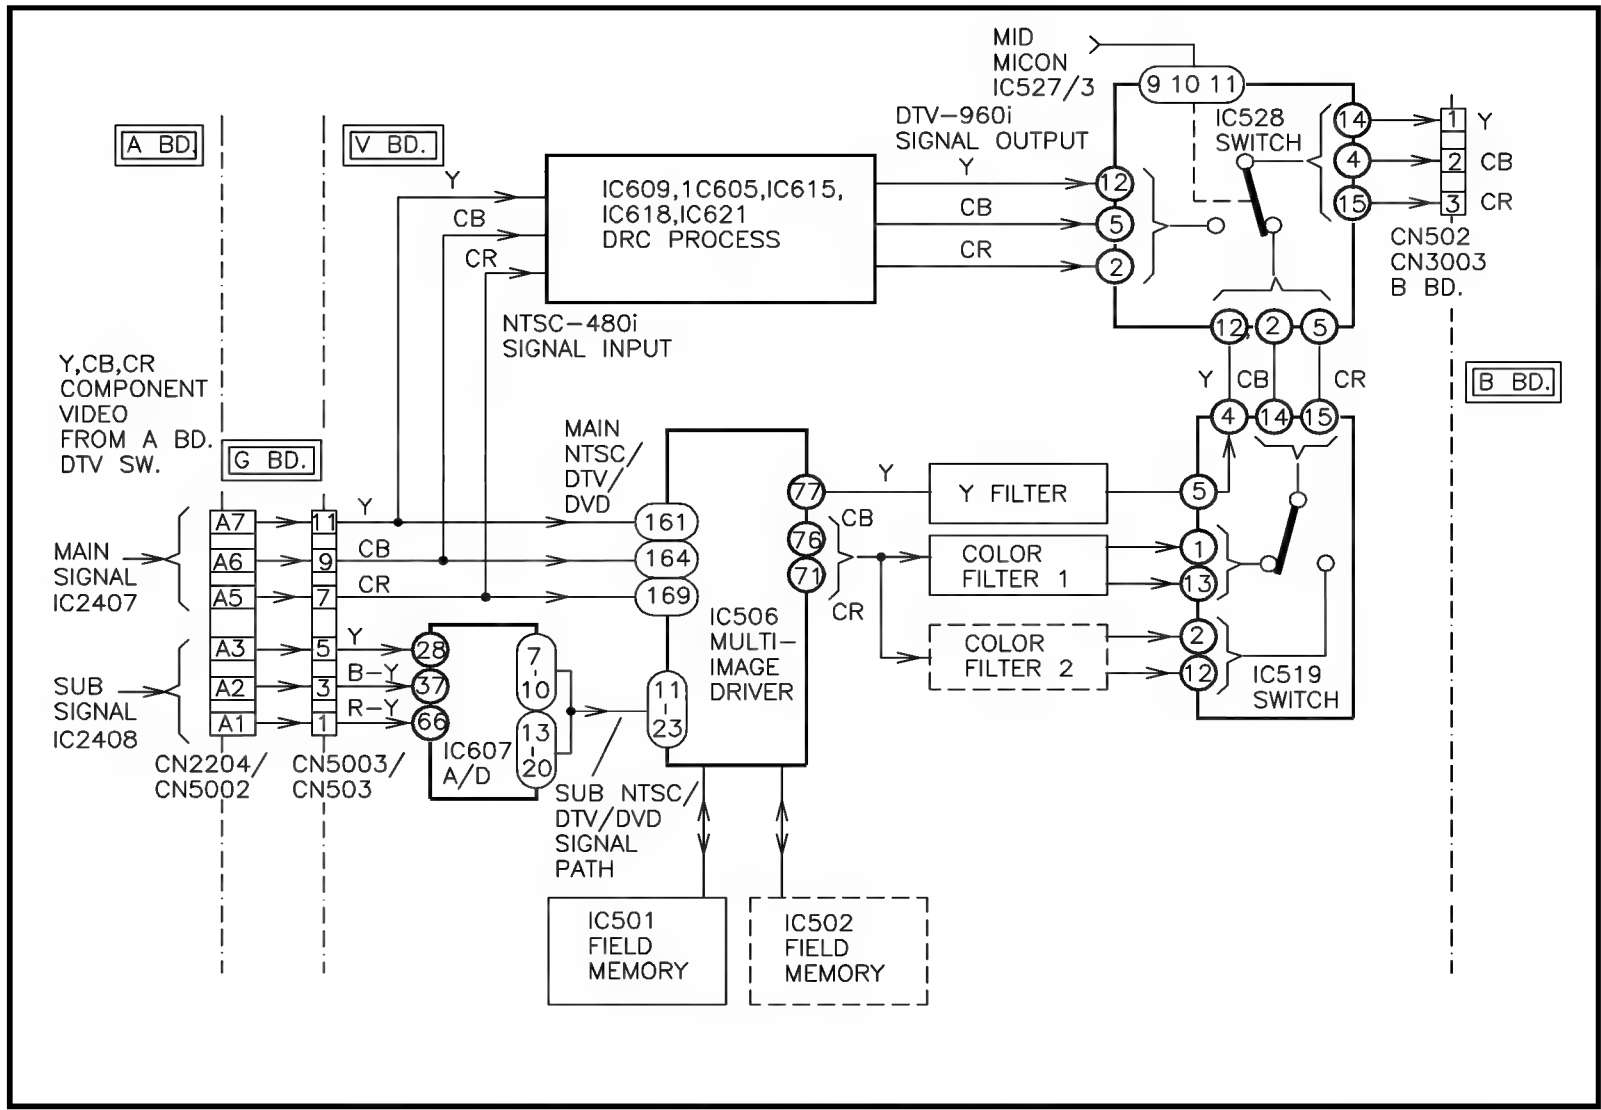 MID
MICON
IC527/3
9 10 11
DTV-960i
SIGNAL OUTPUT
IC528
SWITCH
A BD.
V BD.
Y
CB
CR
IC609,1C605,IC615,
IC618,IC621
DRC PROCESS
Y
CB
CR
12
5
2
14
4
15
1
2
3
Y
CB
CR
CN502
CN3003
B BD.
NTSC-480i
SIGNAL INPUT
12
2
5
Y
CB
CR
B BD.
4
14
15
Y,CB,CR
COMPONENT
VIDEO
FROM A BD.
DTV SW.
G BD.
MAIN
NTSC/
DTV/
DVD
MAIN
SIGNAL
IC2407
A7
A6
A5
11
9
7
Y
CB
CR
161
164
169
77
76
71
Y
CB
CR
Y FILTER
COLOR
FILTER 1
COLOR
FILTER 2
5
1
13
2
12
IC519
SWITCH
IC506
MULTI-
IMAGE
DRIVER
SUB
SIGNAL
IC2408
A3
A2
A1
5
3
1
Y
B-Y
R-Y
28
37
66
7
-
10
13
-
20
IC607
A/D
11
-
23
CN2204/
CN5002
CN5003/
CN503
SUB NTSC/
DTV/DVD
SIGNAL
PATH
IC501
FIELD
MEMORY
IC502
FIELD
MEMORY